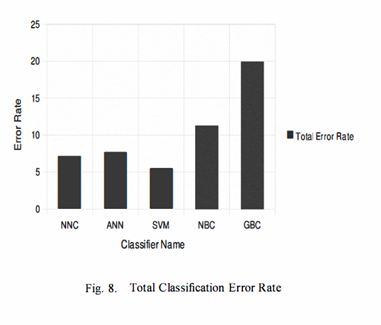 25
20
15
10
5
0
Error Rate
NNC ANN SVM NBC GBC
Classifier Name
Total Error Rate
Fig. 8. Total Classification Error Rate